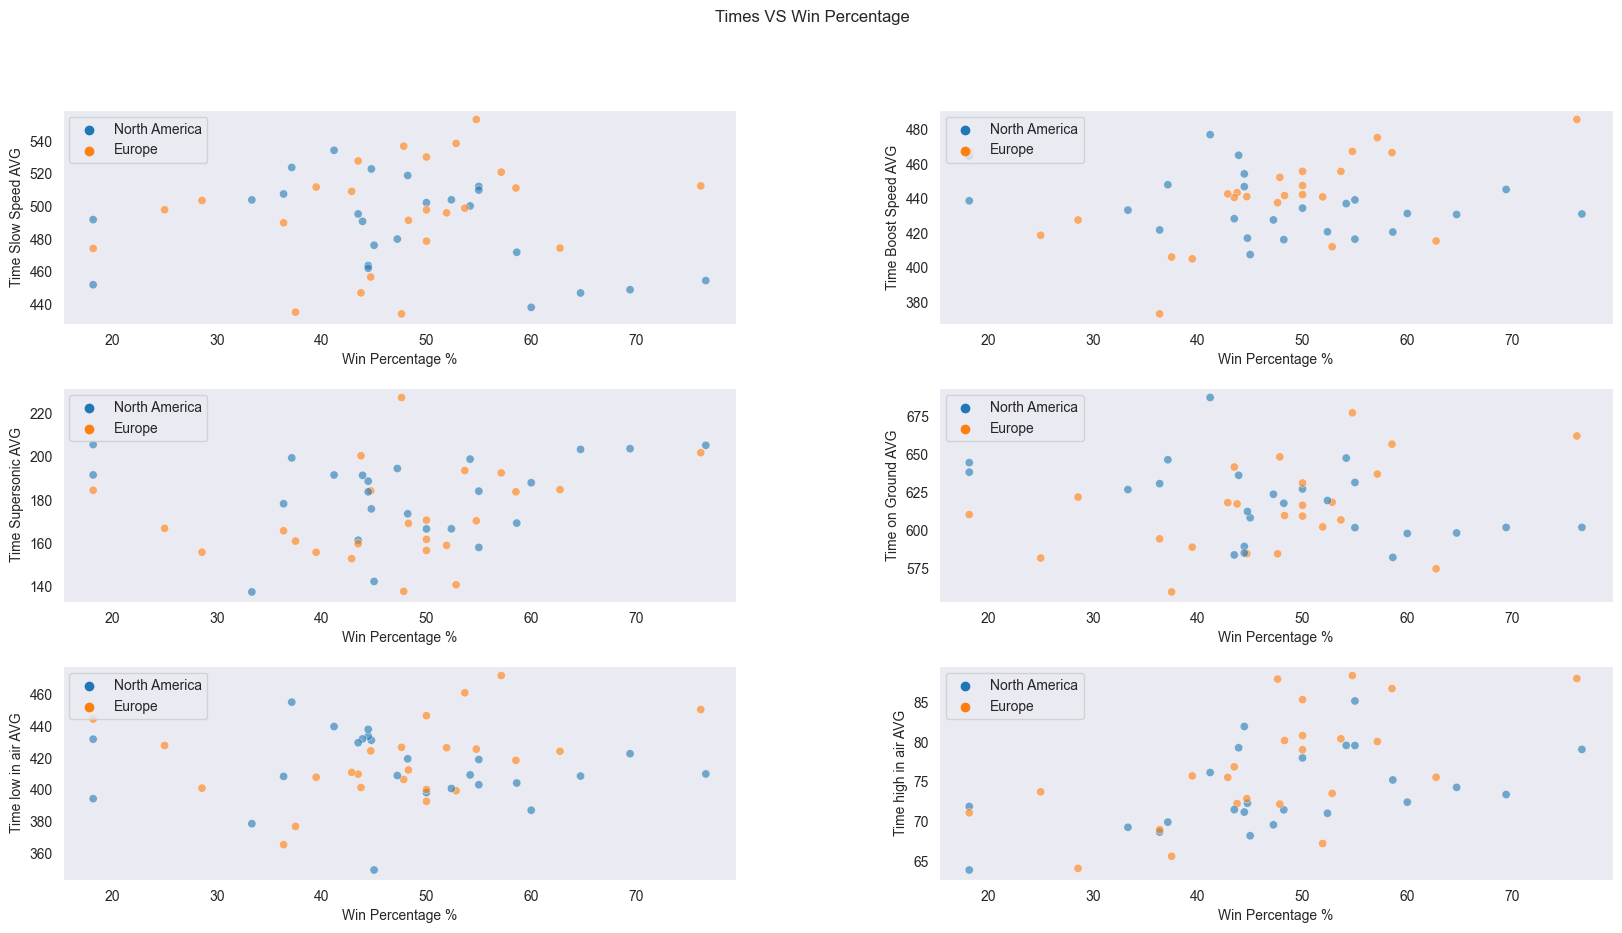 Times VS Win Percentage
Time Slow Speed AVG
540
520
500
480
460
440
North America
Europe
20 30 40 50 60 70
Win Percentage %
Time Boost Speed AVG
480
460
440
420
400
380
North America
Europe
20 30 40 50 60 70
Win Percentage %
Time Supersonic AVG
220
200
180
160
140
North America
Europe
20 30 40 50 60 70
Win Percentage %
Time on Ground AVG
675
650
625
600
575
North America
Europe
20 30 40 50 60 70
Win Percentage %
Time low in air AVG
460
440
420
400
380
360
North America
Europe
20 30 40 50 60 70
Win Percentage %
Time high in air AVG
85
80
75
70
65
North America
Europe
20 30 40 50 60 70
Win Percentage %